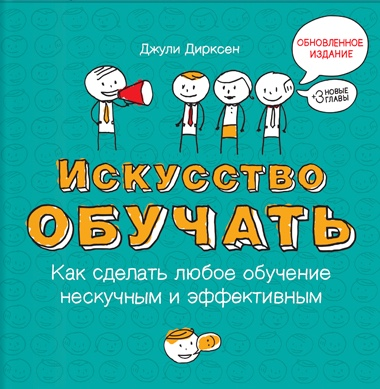 Джули Дирксен
ОБНОВЛЕННОЕ
ИЗДАНИЕ
+3 НОВЫЕ
ГЛАВЫ
Искусство
ОБУЧАТЬ
Как сделать любое обучение
нескучным и эффективным